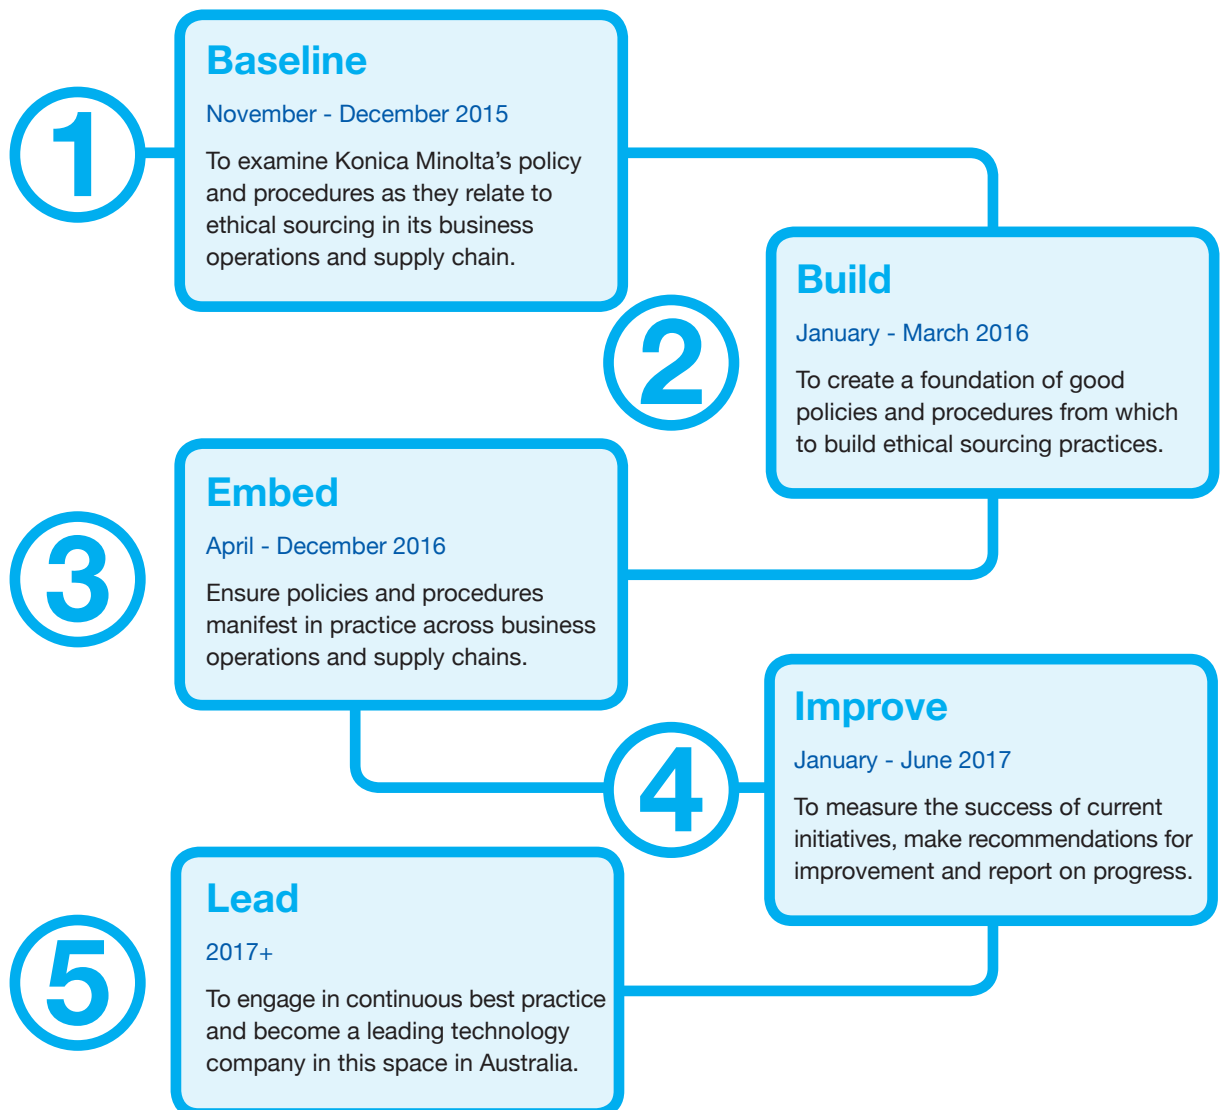 1
Baseline
November - December 2015
To examine Konica Minolta's policy
and procedures as they relate to
ethical sourcing in its business
operations and supply chain.
2
Build
January - March 2016
To create a foundation of good
policies and procedures from which
to build ethical sourcing practices.
3
Embed
April - December 2016
Ensure policies and procedures
manifest in practice across business
operations and supply chains.
4
Improve
January - June 2017
To measure the success of current
initiatives, make recommendations for
improvement and report on progress.
5
Lead
2017+
To engage in continuous best practice
and become a leading technology
company in this space in Australia.